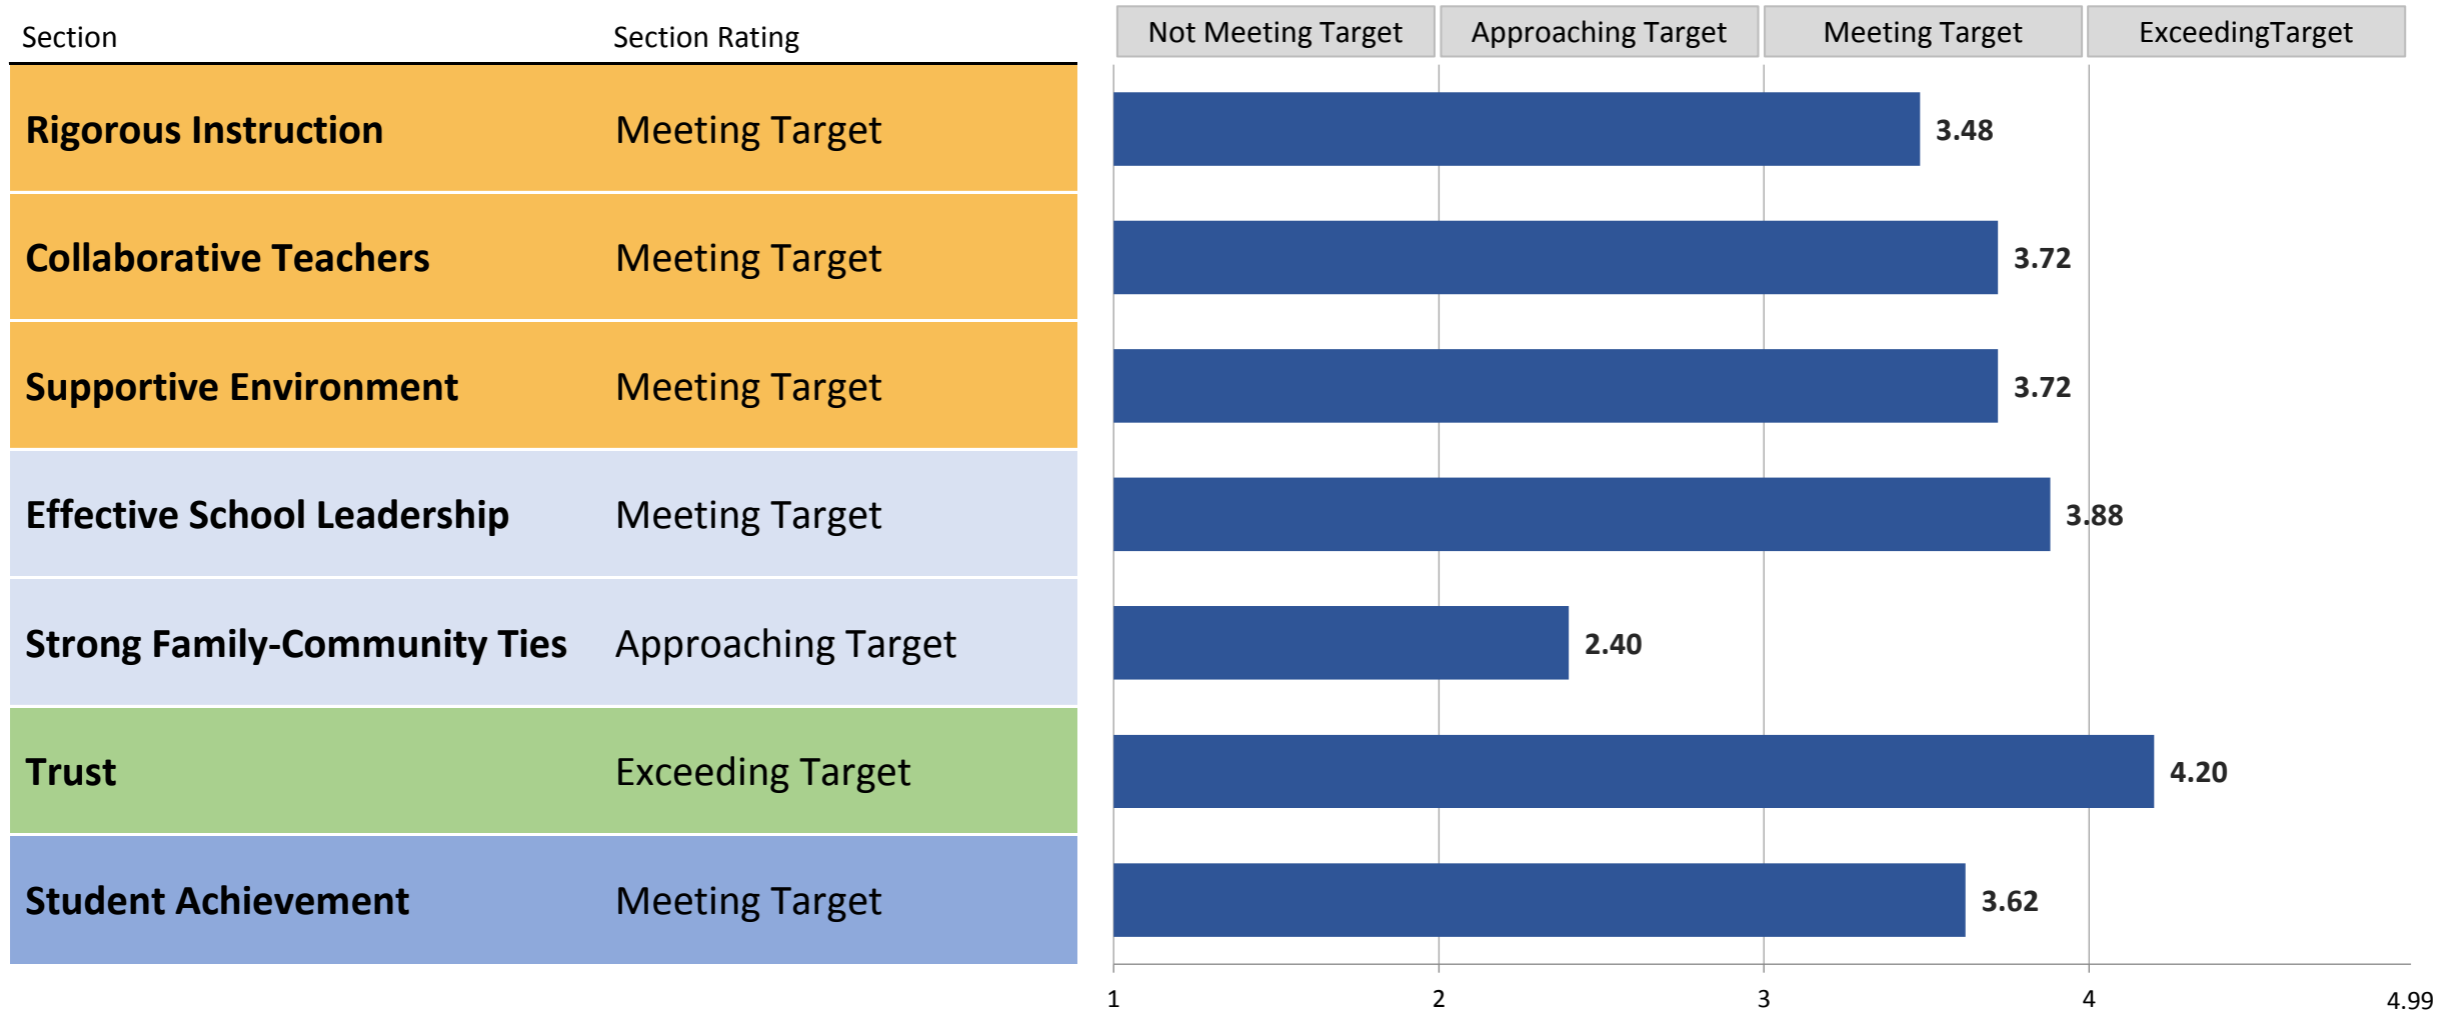 Section Section Rating Not Meeting Target Approaching Target Meeting Target ExceedingTarget
Rigorous Instruction Meeting Target 3.48
Collaborative Teachers Meeting Target 3.72
Supportive Environment Meeting Target 3.72
Effective School Leadership Meeting Target 3.88
Strong Family-Community Ties Approaching Target 2.40
Trust Exceeding Target 4.20
Student Achievement Meeting Target 3.62
1 2 3 4 4.99